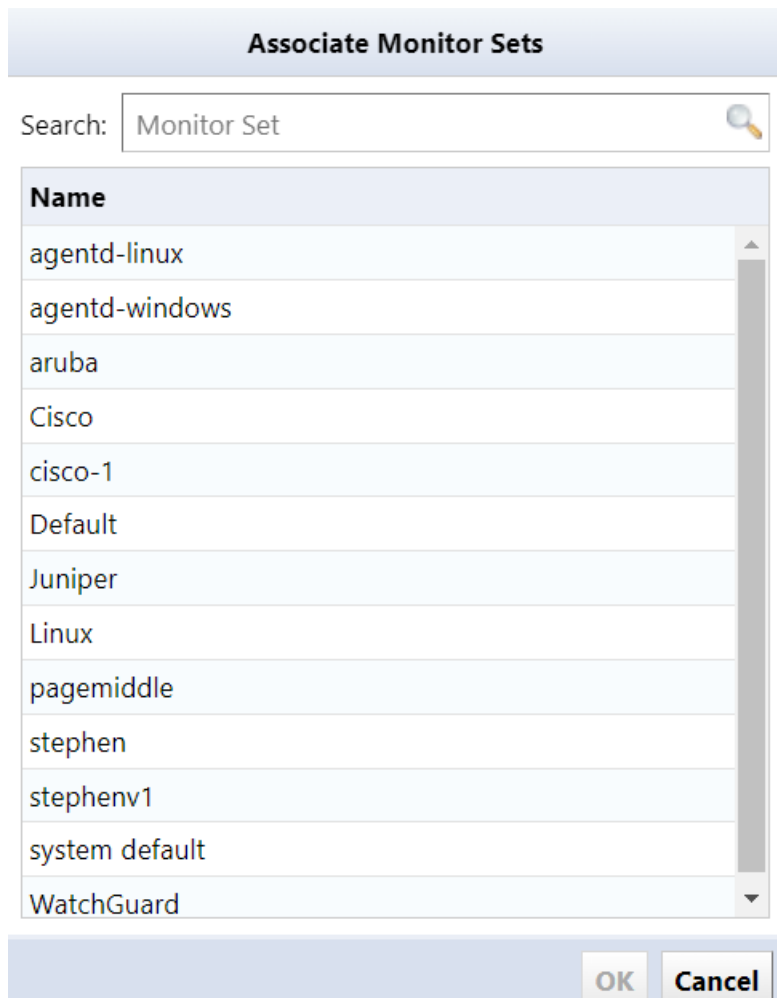 Associate Monitor Sets
Search: Monitor Set
Name
agentd-linux
agentd-windows
aruba
Cisco
cisco-1
Default
Juniper
Linux
pagemiddle
stephen
stephenv1
system default
WatchGuard
OK Cancel